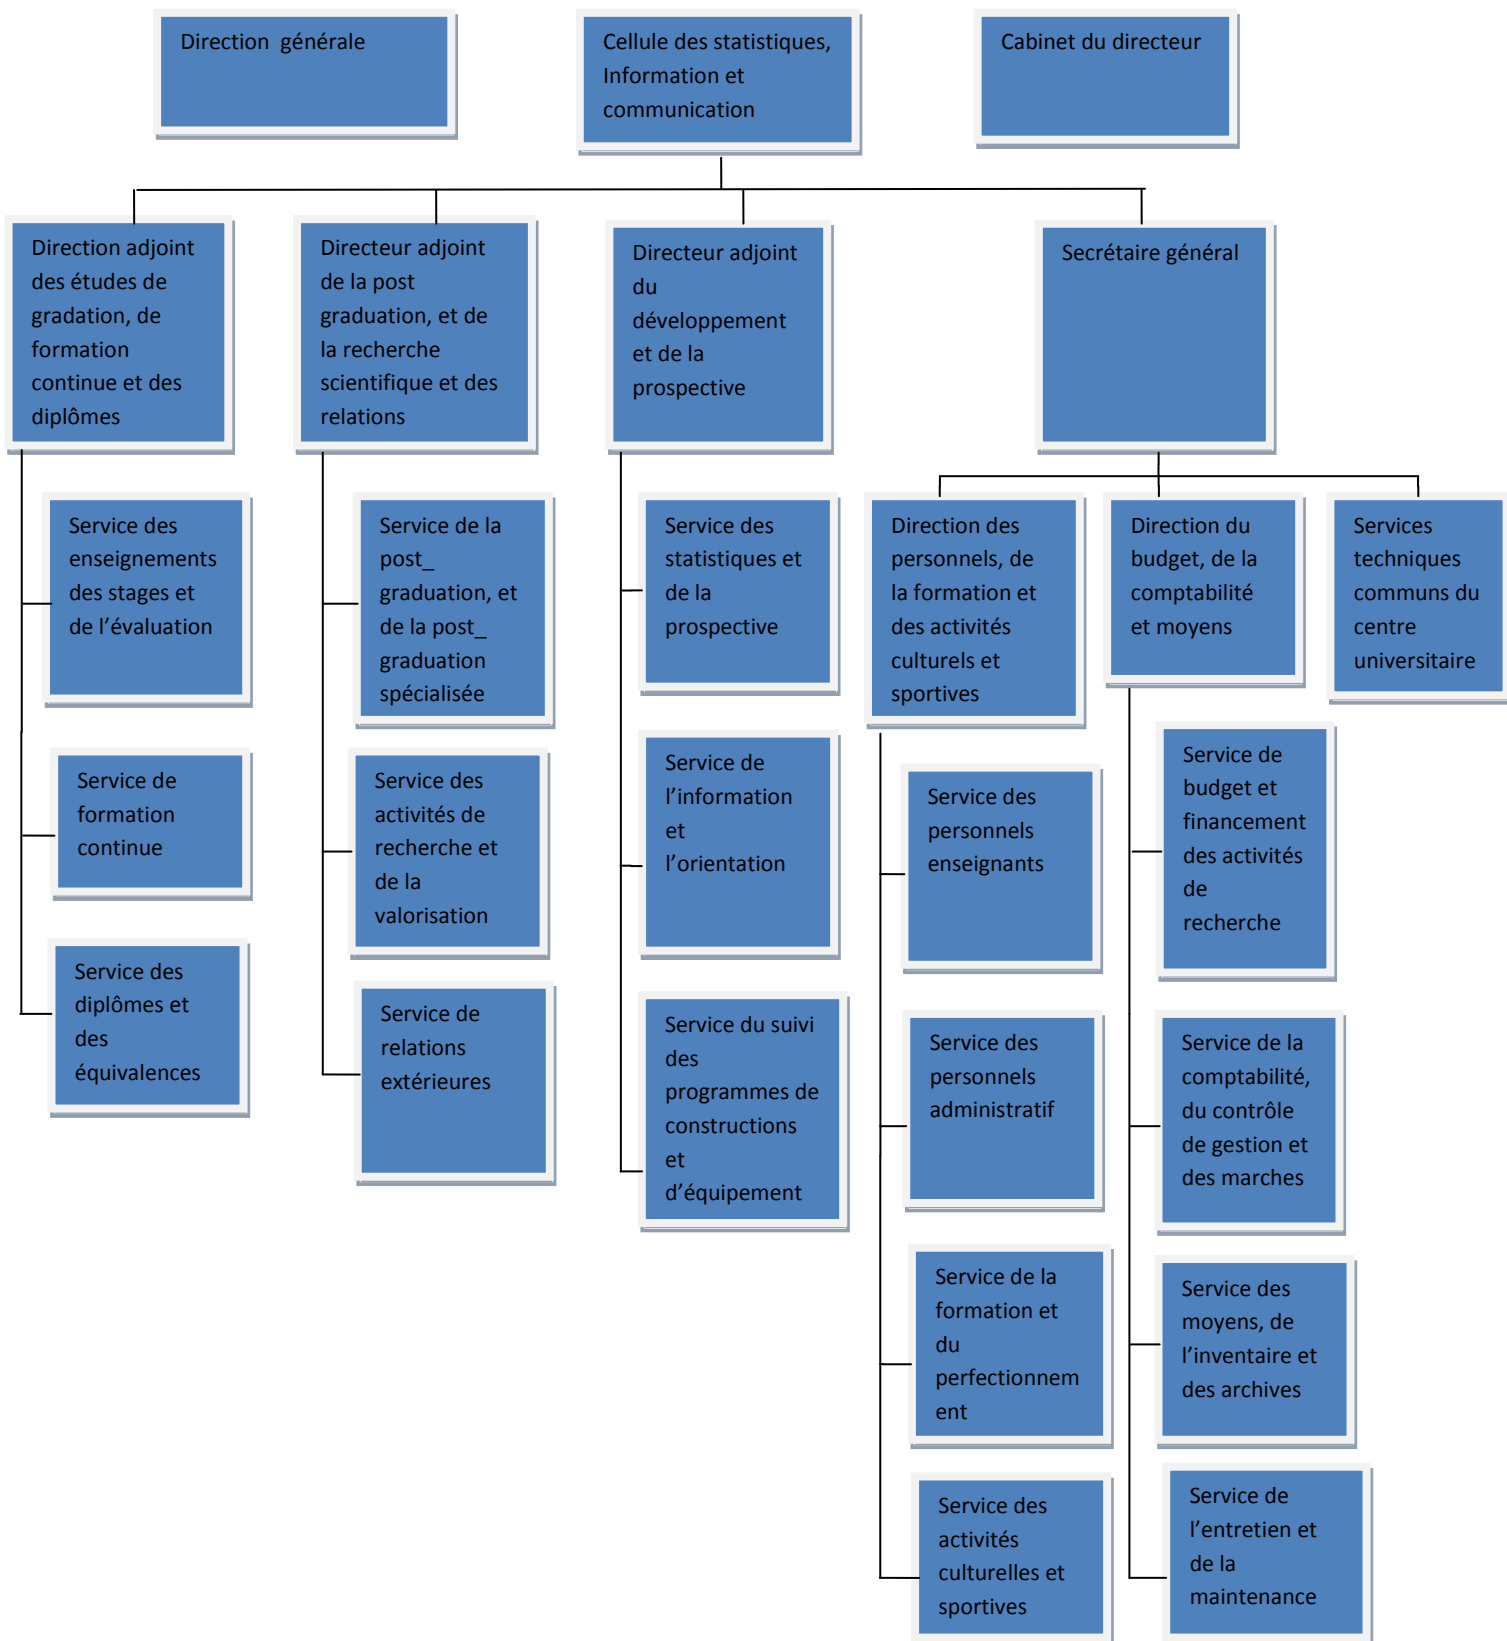 Direction générale
Cellule des statistiques,
Information et
communication
Cabinet du directeur
Direction adjoint
des études de
gradation, de
formation
continue et des
diplômes
Directeur adjoint
de la post
graduation, et de
la recherche
scientifique et des
relations
Directeur adjoint
du
développement
et de la
prospective
Secrétaire général
Service des
enseignements
des stages et
de l’évaluation
Service de la
post_
graduation, et
de la post_
graduation
spécialisée
Service des
statistiques et
de la
prospective
Direction des
personnels, de
la formation et
des activités
culturels et
sportives
Direction du
budget, de la
comptabilité
et moyens
Services
techniques
communs du
centre
universitaire
Service de
formation
continue
Service des
activités de
recherche et
de la
valorisation
Service de
l’information
et
l’orientation
Service des
personnels
enseignants
Service de
budget et
financement
des activités
de
recherche
Service des
diplômes et
des
équivalences
Service de
relations
extérieures
Service du suivi
des
programmes de
constructions
et
d’équipement
Service des
personnels
administratif
Service de la
comptabilité,
du contrôle
de gestion et
des marches
Service de la
formation et
du
perfectionnem
ent
Service des
moyens, de
l’inventaire et
des archives
Service des
activités
culturelles et
sportives
Service de
l’entretien et
de la
maintenance